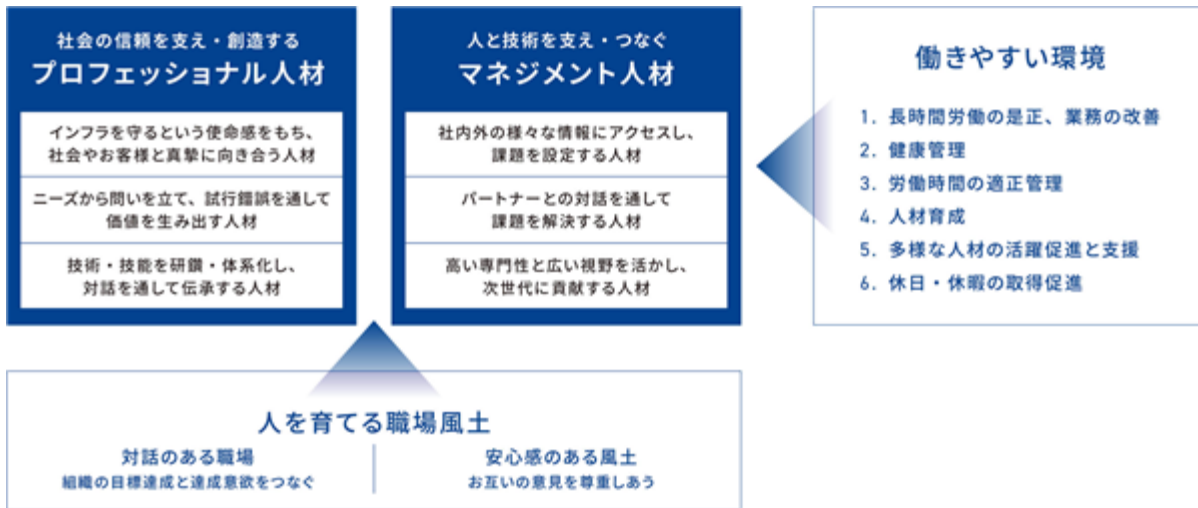 社会の信頼を支え・創造する
プロフェッショナル人材
インフラを守るという使命感をもち、
社会やお客様と真摯に向き合う人材
ニーズから問いを立て、試行錯誤を通して
価値を生み出す人材
技術・技能を研鑽・体系化し、
対話を通して伝承する人材
人と技術を支え・つなぐ
マネジメント人材
社内外の様々な情報にアクセスし、
課題を設定する人材
パートナーとの対話を通して
課題を解決する人材
高い専門性と広い視野を活かし、
次世代に貢献する人材
働きやすい環境
1. 長時間労働の是正、業務の改善
2. 健康管理
3. 労働時間の適正管理
4. 人材育成
5. 多様な人材の活躍促進と支援
6. 休日・休暇の取得促進
人を育てる職場風土
対話のある職場
組織の目標達成と達成意欲をつなぐ
安心感のある風土
お互いの意見を尊重しあう